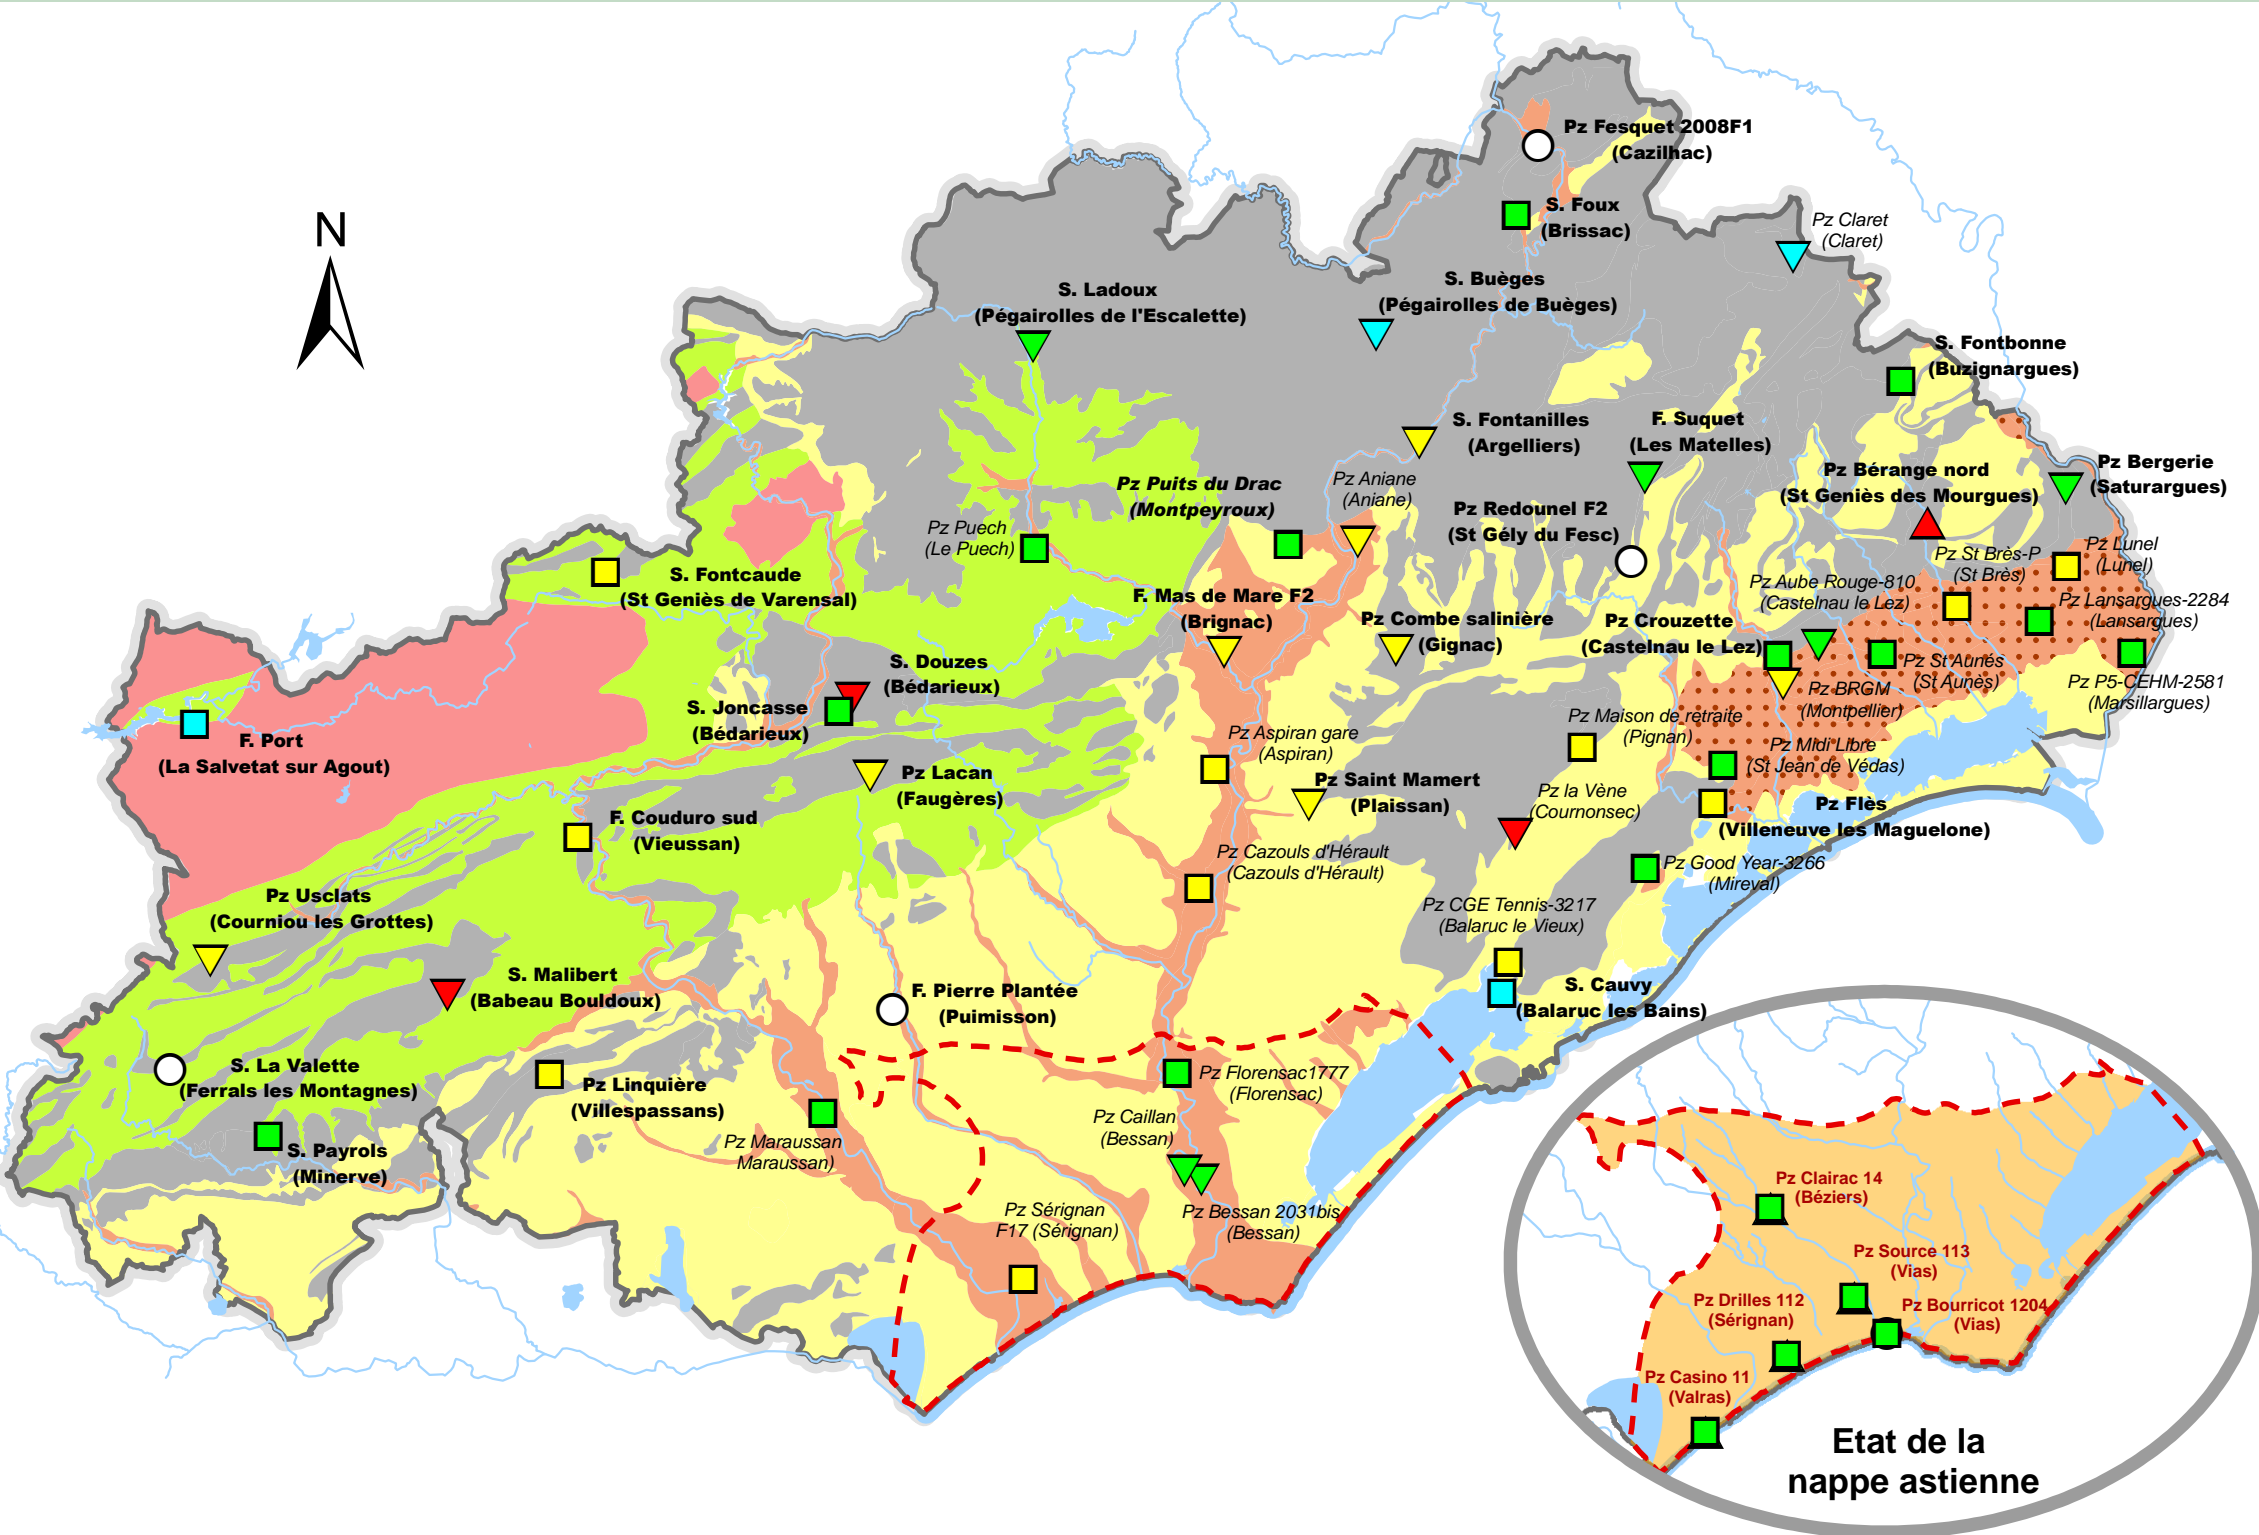 N
Pz Fesquet 2008F1
(Cazilhac)
S. Foux
(Brissac)
Pz Claret
(Claret)
S. Buèges
(Pégairolles de Buèges)
S. Ladoux
(Pégairolles de l'Escalette)
S. Fontbonne
(Buzignargues)
S. Fontanilles
(Argelliers)
F. Suquet
(Les Matelles)
Pz Bérange nord
(St Geniès des Mourgues)
Pz Bergerie
(Saturargues)
Pz Puits du Drac
(Montpeyroux)
Pz Aniane
(Aniane)
Pz Redounel F2
(St Gély du Fesc)
Pz Puech
(Le Puech)
Pz St Brès-P
(St Brès)
Pz Lunel
(Lunel)
S. Fontcaude
(St Geniès de Varensal)
Pz Aube Rouge-810
(Castelnau le Lez)
F. Mas de Mare F2
(Brignac)
Pz Combe salinière
(Gignac)
Pz Crouzette
(Castelnau le Lez)
Pz Lansargues-2284
(Lansargues)
S. Douzes
(Bédarieux)
Pz St Aunés
(St Aunès)
Pz P5-CEHM-2581
(Marsillargues)
S. Joncasse
(Bédarieux)
Pz BRGM
(Montpellier)
Pz Maison de retraite
(Pignan)
F. Port
(La Salvetat sur Agout)
Pz Aspiran gare
(Aspiran)
Pz Midi Libre
(St Jean de Védas)
Pz Lacan
(Faugères)
Pz Saint Mamert
(Plaissan)
Pz la Vène
(Cournonsec)
Pz Flès
(Villeneuve les Maguelone)
F. Couduro sud
(Vieussan)
Pz Cazouls d'Hérault
(Cazouls d'Hérault)
Pz Good Year-3266
(Mireval)
Pz Usclats
(Courniou les Grottes)
Pz CGE Tennis-3217
(Balaruc le Vieux)
S. Malibert
(Babeau Bouldoux)
F. Pierre Plantée
(Puimisson)
S. Cauvy
(Balaruc les Bains)
S. La Valette
(Ferrals les Montagnes)
Pz Linquière
(Villespassans)
Pz Florensac1777
(Florensac)
S. Payrols
(Minerve)
Pz Maraussan
Maraussan)
Pz Caillan
(Bessan)
Pz Sérignan
F17 (Sérignan)
Pz Bessan 2031bis
(Bessan)
Pz Clairac 14
(Béziers)
Pz Source 113
(Vias)
Pz Drilles 112
(Sérignan)
Pz Bourricot 1204
(Vias)
Pz Casino 11
(Valras)
Etat de la
nappe astienne